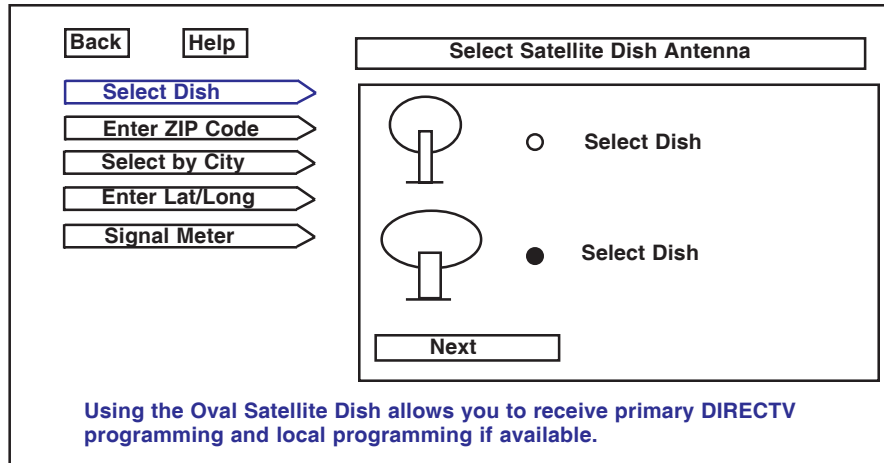 Back
Help
Select Satellite Dish Antenna
Select Dish
Enter ZIP Code
Select by City
Enter Lat/Long
Signal Meter
Select Dish
Select Dish
Next
Using the Oval Satellite Dish allows you to receive primary DIRECTV
programming and local programming if available.